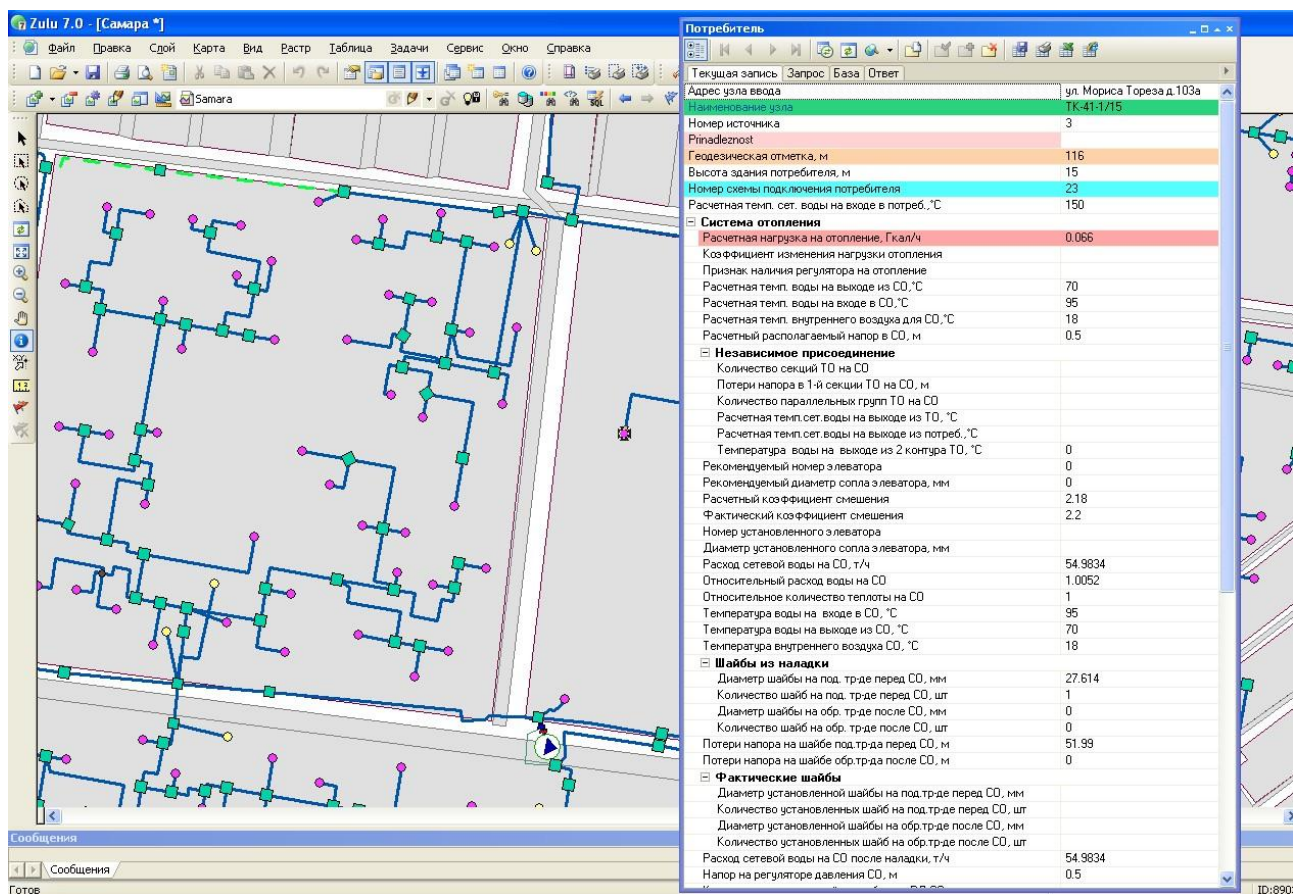 Zulu 7.0 - [Самара *]
Файл Правка Слой Карта Вид Растр Таблица Задачи Сервис Окно Справка
Samara
SQL
Сообщения
Сообщения
Готов
Потребитель
Текущая запись Запрос База Ответ
Адрес узла ввода ул. Мориса Тореза д.103а
Наименование узла ТК-41-1/15
Номер источника 3
Prinadleznost
Геодезическая отметка, м 116
Высота здания потребителя, м 15
Номер схемы подключения потребителя 23
Расчетная темп. сет. воды на входе в потреб.,°C 150
Система отопления
Расчетная нагрузка на отопление, Гкал/ч 0.066
Коэффициент изменения нагрузки отопления
Признак наличия регулятора на отопление
Расчетная темп. воды на выходе из СО,°C 70
Расчетная темп. воды на входе в СО,°C 95
Расчетная темп. внутреннего воздуха для СО,°C 18
Расчетный располагаемый напор в СО, м 0.5
Независимое присоединение
Количество секций ТО на СО
Потери напора в 1-й секции ТО на СО, м
Количество параллельных групп ТО на СО
Расчетная темп.сет.воды на выходе из ТО, °C
Расчетная темп.сет.воды на выходе из потреб.,°C
Температура воды на выходе из 2 контура ТО, °C 0
Рекомендуемый номер элеватора 0
Рекомендуемый диаметр сопла элеватора, мм 0
Расчетный коэффициент смешения 2.18
Фактический коэффициент смешения 2.2
Номер установленного элеватора
Диаметр установленного сопла элеватора, мм
Расход сетевой воды на СО, т/ч 54.9834
Относительный расход воды на СО 1.0052
Относительное количество теплоты на СО 1
Температура воды на входе в СО, °C 95
Температура воды на выходе из СО, °C 70
Температура внутреннего воздуха СО, °C 18
Шайбы из наладки
Диаметр шайбы на под. тр-де перед СО, мм 27.614
Количество шайб на под. тр-де перед СО, шт 1
Диаметр шайбы на обр. тр-де после СО, мм 0
Количество шайб на обр. тр-де после СО, шт 0
Потери напора на шайбе под.тр-да перед СО, м 51.99
Потери напора на шайбе обр.тр-да после СО, м 0
Фактические шайбы
Диаметр установленной шайбы на под.тр-де перед СО, мм
Количество установленных шайб на под.тр-де перед СО, шт
Диаметр установленной шайбы на обр.тр-де после СО, мм
Количество установленных шайб на обр.тр-де после СО, шт
Расход сетевой воды на СО после наладки, т/ч 54.9834
Напор на регуляторе давления СО, м 0.5